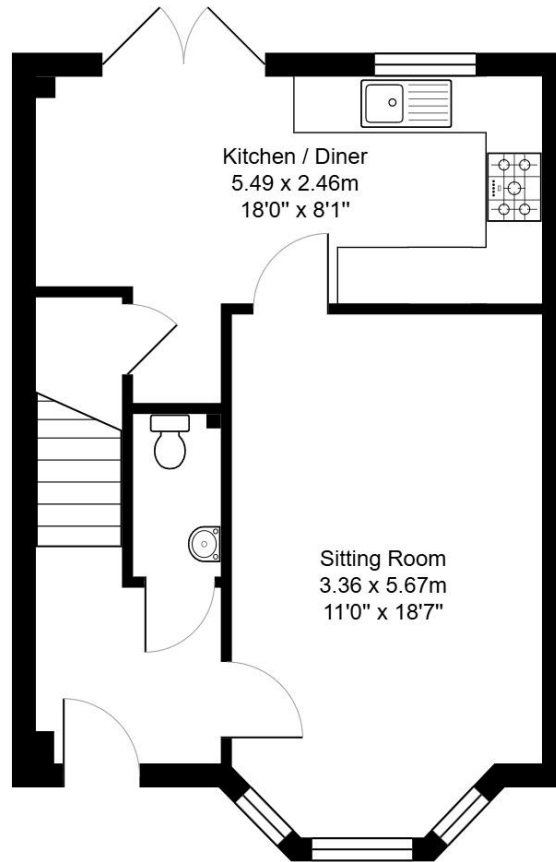 Kitchen / Diner
5.49 x 2.46m
18'0" x 8'1"
Sitting Room
3.36 x 5.67m
11'0" x 18'7"